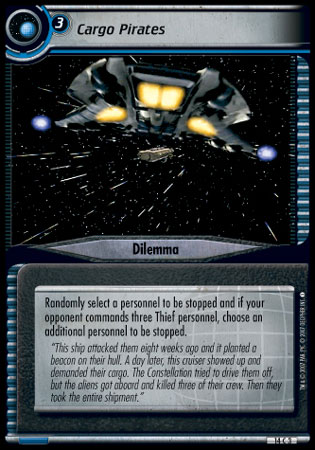 3
Cargo Pirates
Dilemma
Randomly select a personnel to be stopped and if your
opponent commands three Thief personnel, choose an
additional personnel to be stopped.
"This ship attacked them eight weeks ago and it planted a
beacon on their hull. A day later, this cruiser showed up and
demanded their cargo. The Constellation tried to drive them off,
but the aliens got aboard and killed three of their crew. Then they
took the entire shipment."
14 C 3